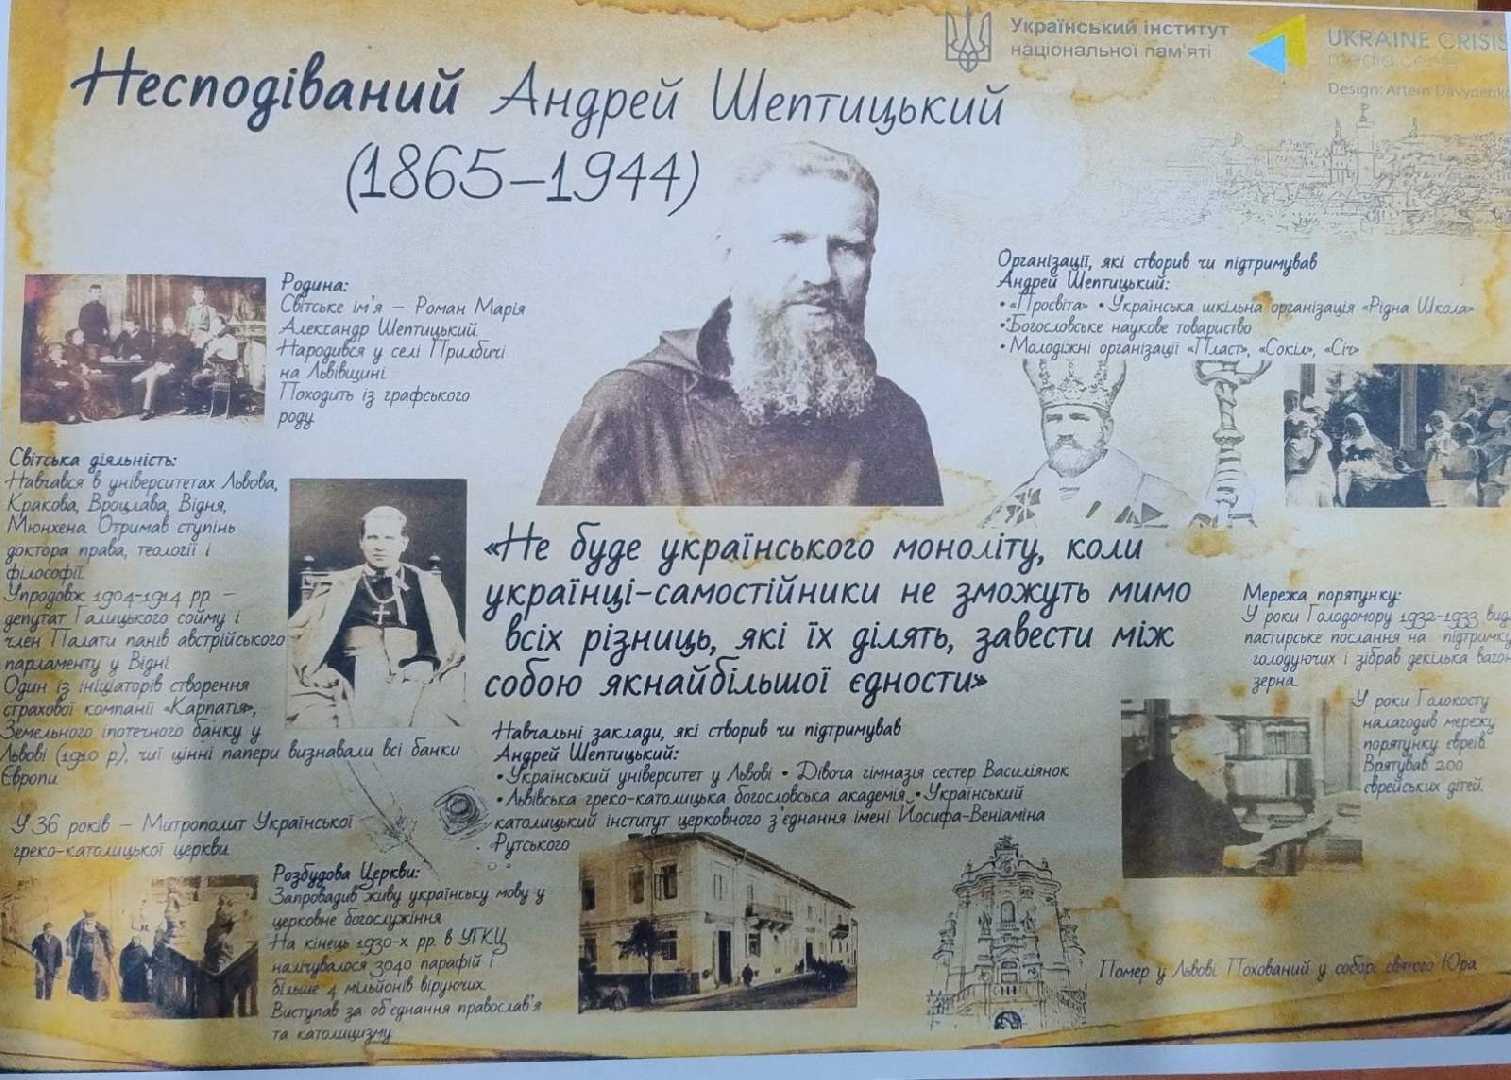 Український інститут
національної пам'яті
UKRAINE CRISIS
media center
Design: Artem Davydenko
Несподіваний Андрей Шептицький
(1865–1944)
Родина:
Світське ім'я – Роман Марія
Александр Шептицький
Народився у селі Прилбичі
на Львівщині
Походить із графського
роду
Організації, які створив чи підтримував
Андрей Шептицький:
• «Просвіта» • Українська шкільна організація «Рідна Школа»
• Богословське наукове товариство
• Молодіжні організації «Пласт», «Сокіл», «Січ»
Світська діяльність:
Навчався в університетах Львова,
Кракова, Вроцлава, Відня,
Мюнхена Отримав ступінь
доктора права, теології і
філософії
Упродовж 1904-1914 рр –
депутат Галицького сойму і
член Палати панів австрійського
парламенту у Відні
Один із ініціаторів створення
страхової компанії «Карпатія»,
Земельного іпотечного банку у
Львові (1910 р), чиї цінні папери визнавали всі банки
Європи
«Не буде українського моноліту, коли
українці-самостійники не зможуть мимо
всіх різниць, які їх ділять, завести між
собою якнайбільшої єдности»
Мережа порятунку:
У роки Голодомору 1932-1933
пастирське послання на
голодуючих і зібрав декілька
зерна
У роки Голокосту
налагодив мережу
порятунку євреїв
Врятував 200
єврейських дітей.
Навчальні заклади, які створив чи підтримував
Андрей Шептицький:
• Український університет у Львові • Дівоча гімназія сестер Василіянок
• Львівська греко-католицька богословська академія • Український
католицький інститут церковного з'єднання імені Йосифа-Веніаміна
Рутського
У 36 років – Митрополит Української
греко-католицької церкви
Розбудова Церкви:
Запровадив живу українську мову у
церковне богослужіння
На кінець 1930-х рр. в УГКЦ
налічувалося 3040 парафій і
більше 4 мільйонів віруючих
Виступав за об'єднання православ'я
та католицизму
Помер у Львові Похований у соборі святого Юра